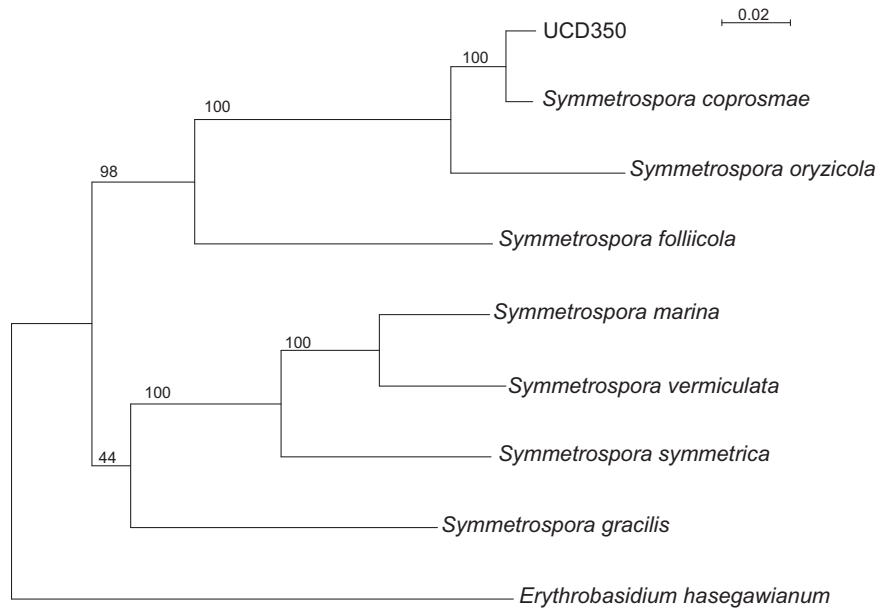 0.02
UCD350
100
Symmetrospora coprosmae
100
Symmetrospora oryzicola
98
Symmetrospora foliicola
Symmetrospora marina
100
Symmetrospora vermiculata
100
Symmetrospora symmetrica
44
Symmetrospora gracilis
Erythrobasidium hasegawianum